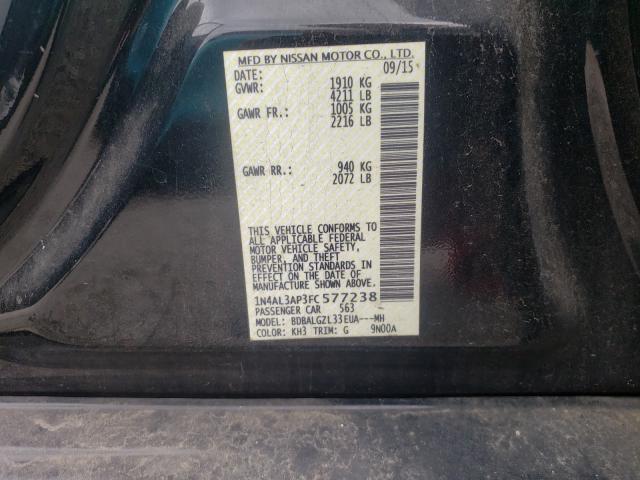 MFD BY NISSAN MOTOR CO., LTD.
DATE: 09/15
GVWR: 1910 KG
4211 LB
GAWR FR.: 1005 KG
2216 LB
GAWR RR.: 940 KG
2072 LB
THIS VEHICLE CONFORMS TO
ALL APPLICABLE FEDERAL
MOTOR VEHICLE SAFETY,
BUMPER, AND THEFT
PREVENTION STANDARDS IN
EFFECT ON THE DATE OF
MANUFACTURE SHOWN ABOVE.
1N4AL3AP3FC577238
PASSENGER CAR 563
MODEL: BDBALGZL33EUA---MH
COLOR: KH3 TRIM: G 9N00A